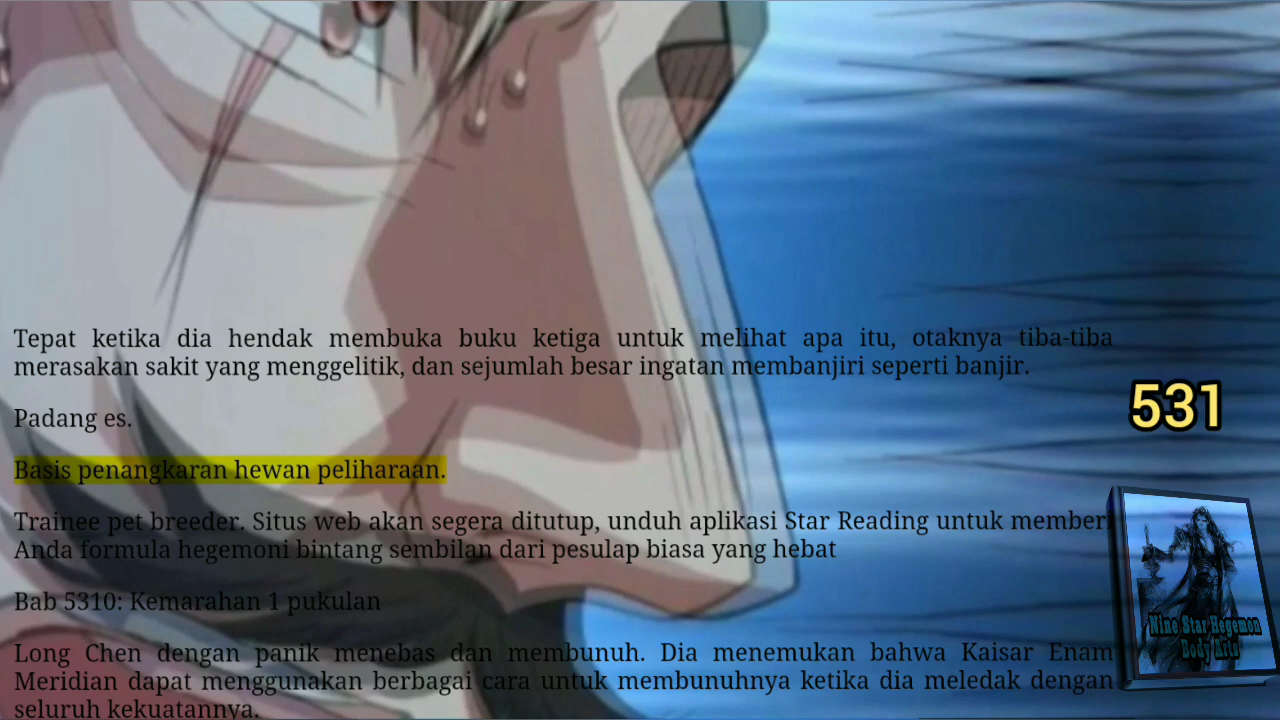 Tepat ketika dia hendak membuka buku ketiga untuk melihat apa itu, otaknya tiba-tiba
merasakan sakit yang menggelitik, dan sejumlah besar ingatan membanjiri seperti banjir.
Padang es.
531
Basis penangkaran hewan peliharaan.
Trainee pet breeder. Situs web akan segera ditutup, unduh aplikasi Star Reading untuk memberi
Anda formula hegemoni bintang sembilan dari pesulap biasa yang hebat
Bab 5310: Kemarahan 1 pukulan
Nine Star Hegemon
Body Arts
Long Chen dengan panik menebas dan membunuh. Dia menemukan bahwa Kaisar Enam
Meridian dapat menggunakan berbagai cara untuk membunuhnya ketika dia meledak dengan
seluruh kekuatannya.